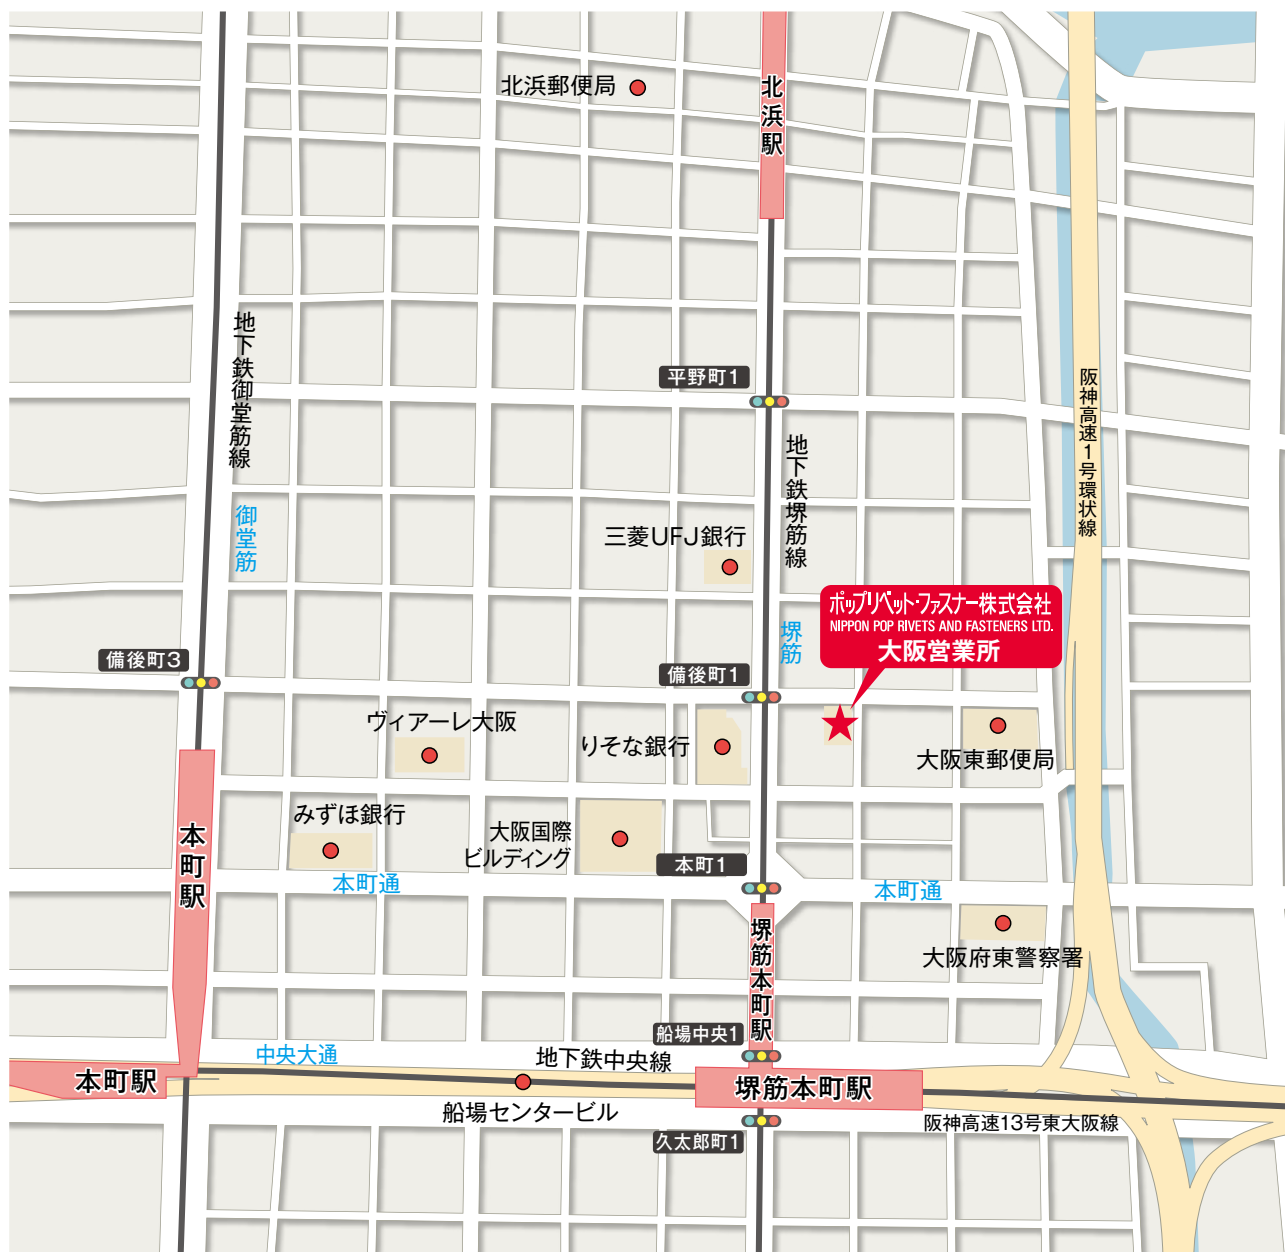 北浜郵便局
北浜駅
地下鉄御堂筋線
平野町1
阪神高速1号環状線
地下鉄堺筋線
御堂筋
三菱UFJ銀行
ポップリベット・ファスナー株式会社
NIPPON POP RIVETS AND FASTENERS LTD.
大阪営業所
堺筋
備後町3
備後町1
ヴィアーレ大阪
りそな銀行
大阪東郵便局
みずほ銀行
大阪国際
ビルディング
本町駅
本町1
本町通
本町通
堺筋本町駅
大阪府東警察署
船場中央1
中央大通
地下鉄中央線
本町駅
堺筋本町駅
船場センタービル
阪神高速13号東大阪線
久太郎町1